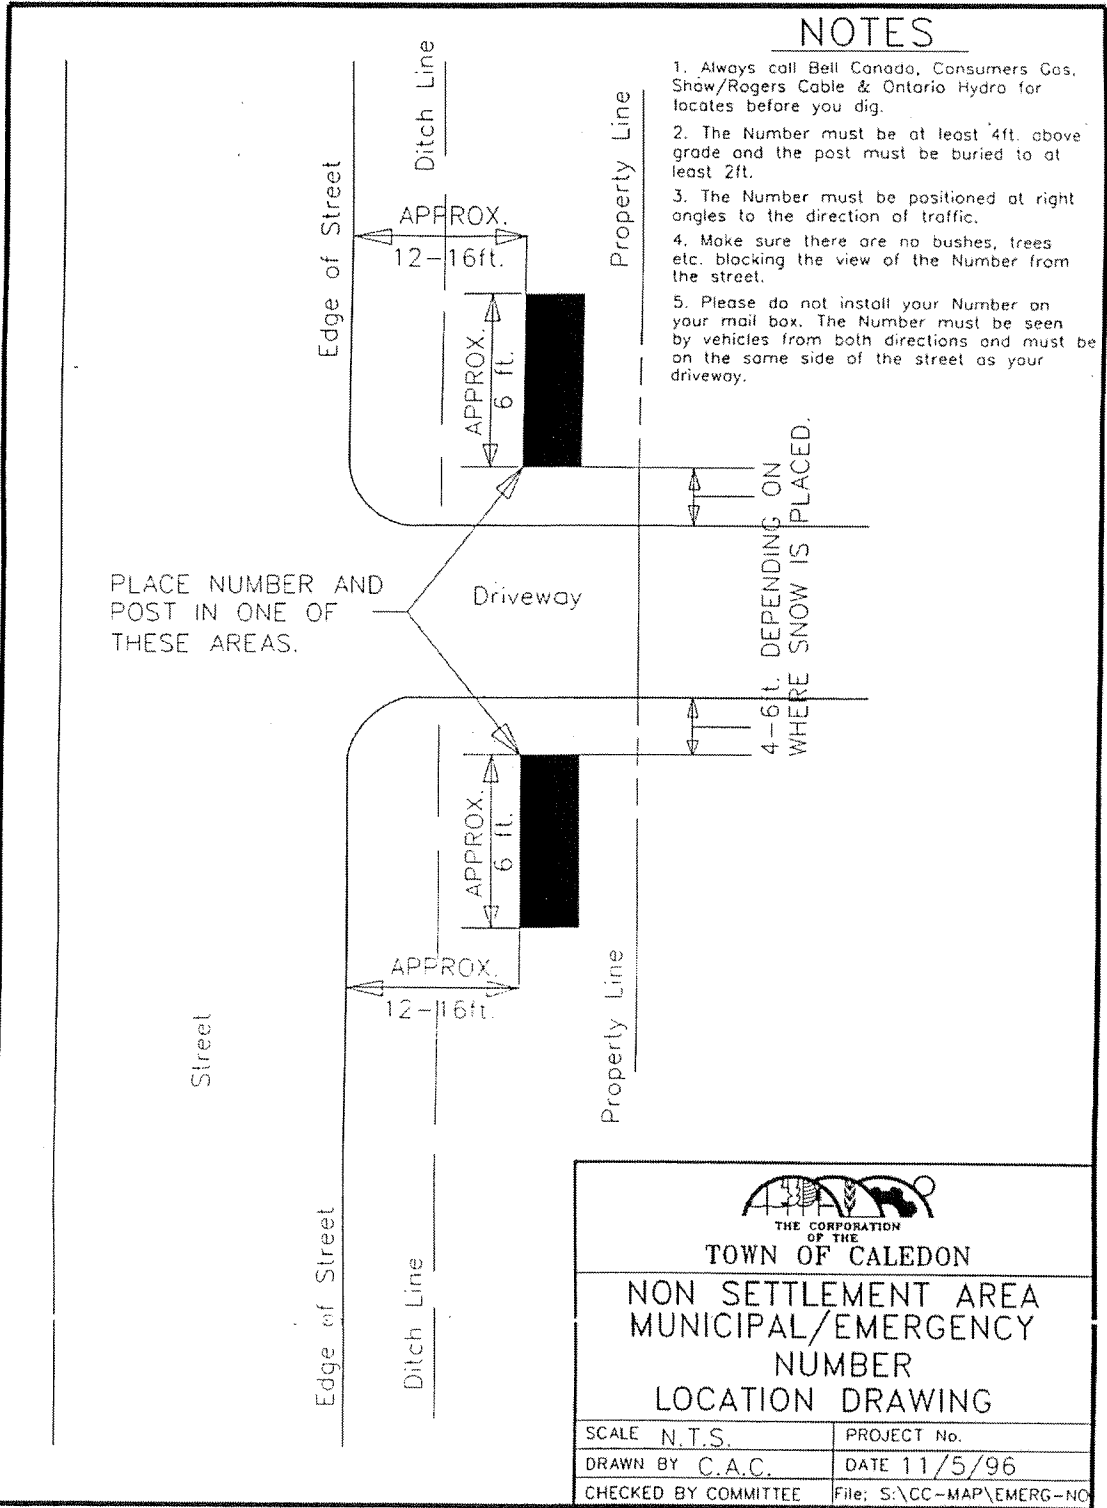 NOTES
1. Always call Bell Canada, Consumers Gas,
Shaw/Rogers Cable & Ontario Hydro for
locates before you dig.
2. The Number must be at least 4ft. above
grade and the post must be buried to at
least 2ft.
3. The Number must be positioned at right
angles to the direction of traffic.
4. Make sure there are no bushes, trees
etc. blocking the view of the Number from
the street.
5. Please do not install your Number on
your mail box. The Number must be seen
by vehicles from both directions and must be
on the same side of the street as your
driveway.
Edge of Street
Ditch Line
Property Line
APPROX.
12-16ft.
APPROX.
6 ft.
4-6ft. DEPENDING ON
WHERE SNOW IS PLACED.
PLACE NUMBER AND
POST IN ONE OF
THESE AREAS.
Driveway
APPROX.
6 ft.
APPROX.
12-16ft.
Street
Property Line
Edge of Street
Ditch Line
THE CORPORATION
OF THE
TOWN OF CALEDON
NON SETTLEMENT AREA
MUNICIPAL/EMERGENCY
NUMBER
LOCATION DRAWING
SCALE N.T.S.
PROJECT No.
DRAWN BY C.A.C.
DATE 11/5/96
CHECKED BY COMMITTEE
File; S:\CC-MAP\EMERG-NO